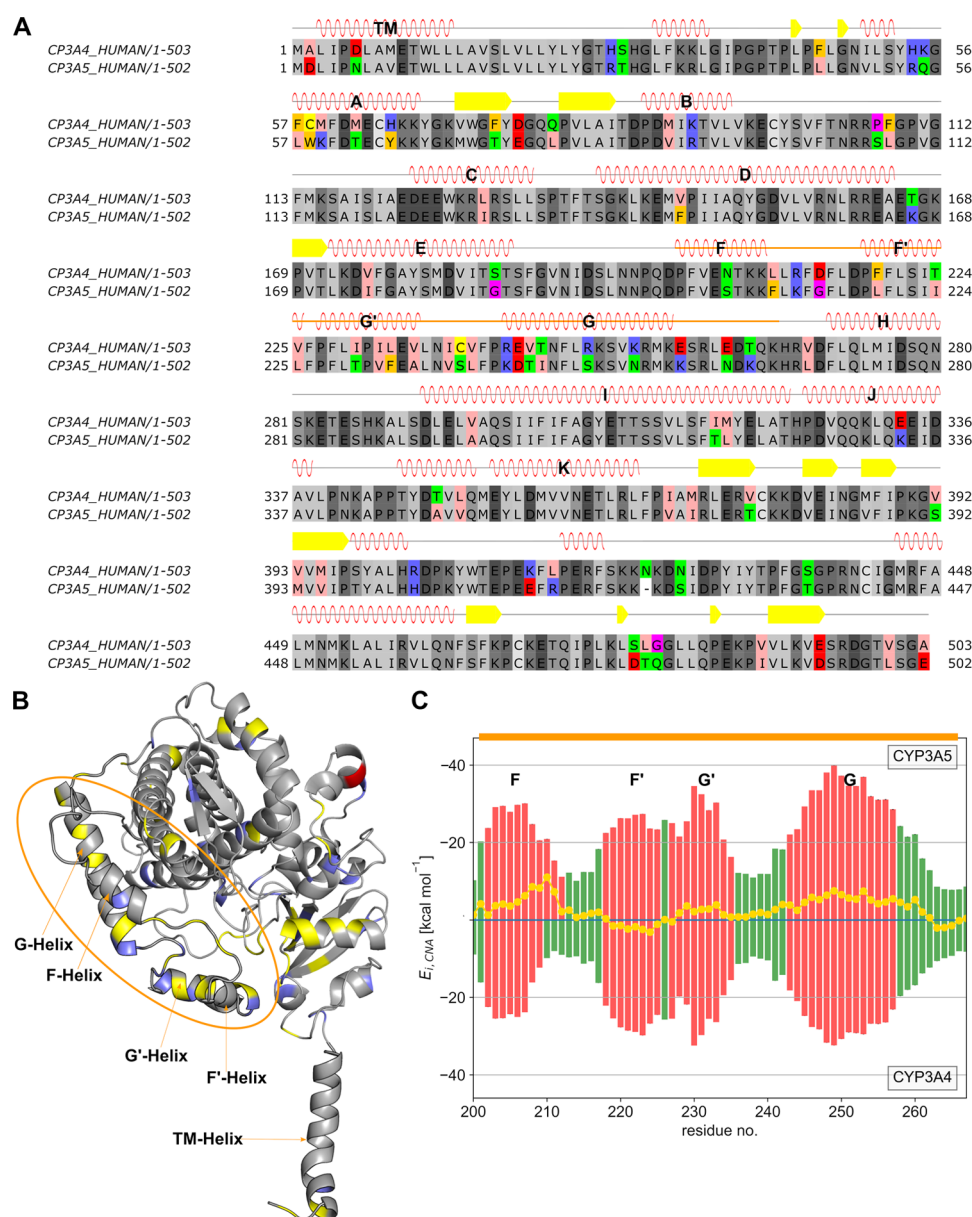 A
TM
CP3A4_HUMAN/1-503 1 MALIPDLAMETWLLLAVSLVLLYLYGTHSHGLFKKLGIPGPTPLPFLGNILSYHKG 56
CP3A5_HUMAN/1-502 1 MDLIPNLAVETWLLLAVSLVLLYLYGTRTHGLFKRLGIPGPTPLPLLGNVLSYRQG 56
A B
CP3A4_HUMAN/1-503 57 FCMFDMECHKKYGKVWGFYDGQQPVLAITDPDMIKTVLVKECYSVFTNRRPFGPVG 112
CP3A5_HUMAN/1-502 57 LWKFDTECYKKYGKMWGTYEGQLPVLAITDPDVIRTVLVKECYSVFTNRRSLGPVG 112
C D
CP3A4_HUMAN/1-503 113 FMKSAISIAEDEEWKRLRSLLSPTFTSGKLKEMVPIIAQYGDVLVRNLRREAETGK 168
CP3A5_HUMAN/1-502 113 FMKSAISIAEDEEWKRIRSLLSPTFTSGKLKEMFPIIAQYGDVLVRNLRREAEKGK 168
E F F'
CP3A4_HUMAN/1-503 169 PVTLKDVFGAYSMDVITSTSFGVNIDSLNNPQDPFVENTKKLLRFDFLDPFFLSIT 224
CP3A5_HUMAN/1-502 169 PVTLKDIFGAYSMDVITGTSFGVNIDSLNNPQDPFVESTKKFLKFGFLDPLFLSII 224
G' G H
CP3A4_HUMAN/1-503 225 VFPFLIPILEVLNICVFPREVTNFLRKSVKRMKESRLEDTQKHRVDFLQLMIDSQN 280
CP3A5_HUMAN/1-502 225 LFPFLTPVFEALNVSLFPKDTINFLSKSVNRMKKSRLNDKQKHRLDFLQLMIDSQN 280
I J
CP3A4_HUMAN/1-503 281 SKETESHKALSDLELVAQSIIFIFAGYETTSSVLSFIMYELATHPDVQQKLQEEID 336
CP3A5_HUMAN/1-502 281 SKETESHKALSDLELAAQSIIFIFAGYETTSSVLSFTLYELATHPDVQQKLQKEID 336
K
CP3A4_HUMAN/1-503 337 AVLPNKAPPTYDTVLQMEYLDMVVNETLRLFPIAMRLERVCKKDVEINGMFIPKGV 392
CP3A5_HUMAN/1-502 337 AVLPNKAPPTYDAVVQMEYLDMVVNETLRLFPVAIRLERTCKKDVEINGVFIPKGS 392
CP3A4_HUMAN/1-503 393 VVMIPSYALHRDPKYWTEPEKFLPERFSKKNKDNIDPYIYTPFGSGPRNCIGMRFA 448
CP3A5_HUMAN/1-502 393 MVVIPTYALHHDPKYWTEPEEFRPERFSKK-KDSIDPYIYTPFGTGPRNCIGMRFA 447
CP3A4_HUMAN/1-503 449 LMNMKLALIRVLQNFSFKPCKETQIPLKLSLGGLLQPEKPVVLKVESRDGTVSGA 503
CP3A5_HUMAN/1-502 448 LMNMKLALIRVLQNFSFKPCKETQIPLKLDTQGLLQPEKPIVLKVDSRDGTLSGE 502
B
G-Helix
F-Helix
G'-Helix
F'-Helix
TM-Helix
C
CYP3A5
F F' G' G
−40
−20
0
−20
−40
E_{i,CNA} [kcal mol⁻¹]
CYP3A4
200 210 220 230 240 250 260
residue no.